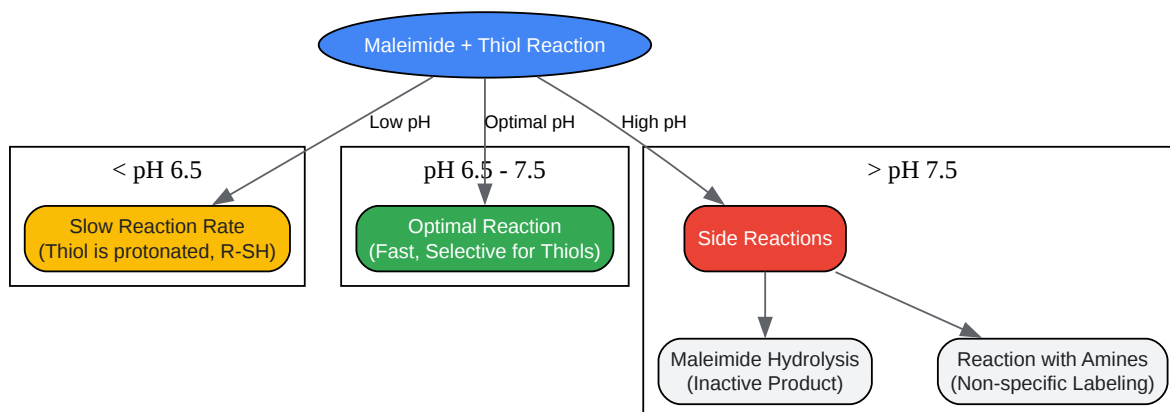 Maleimide + Thiol Reaction
Low pH
Optimal pH
High pH
< pH 6.5
pH 6.5 - 7.5
> pH 7.5
Slow Reaction Rate
(Thiol is protonated, R-SH)
Optimal Reaction
(Fast, Selective for Thiols)
Side Reactions
Maleimide Hydrolysis
(Inactive Product)
Reaction with Amines
(Non-specific Labeling)